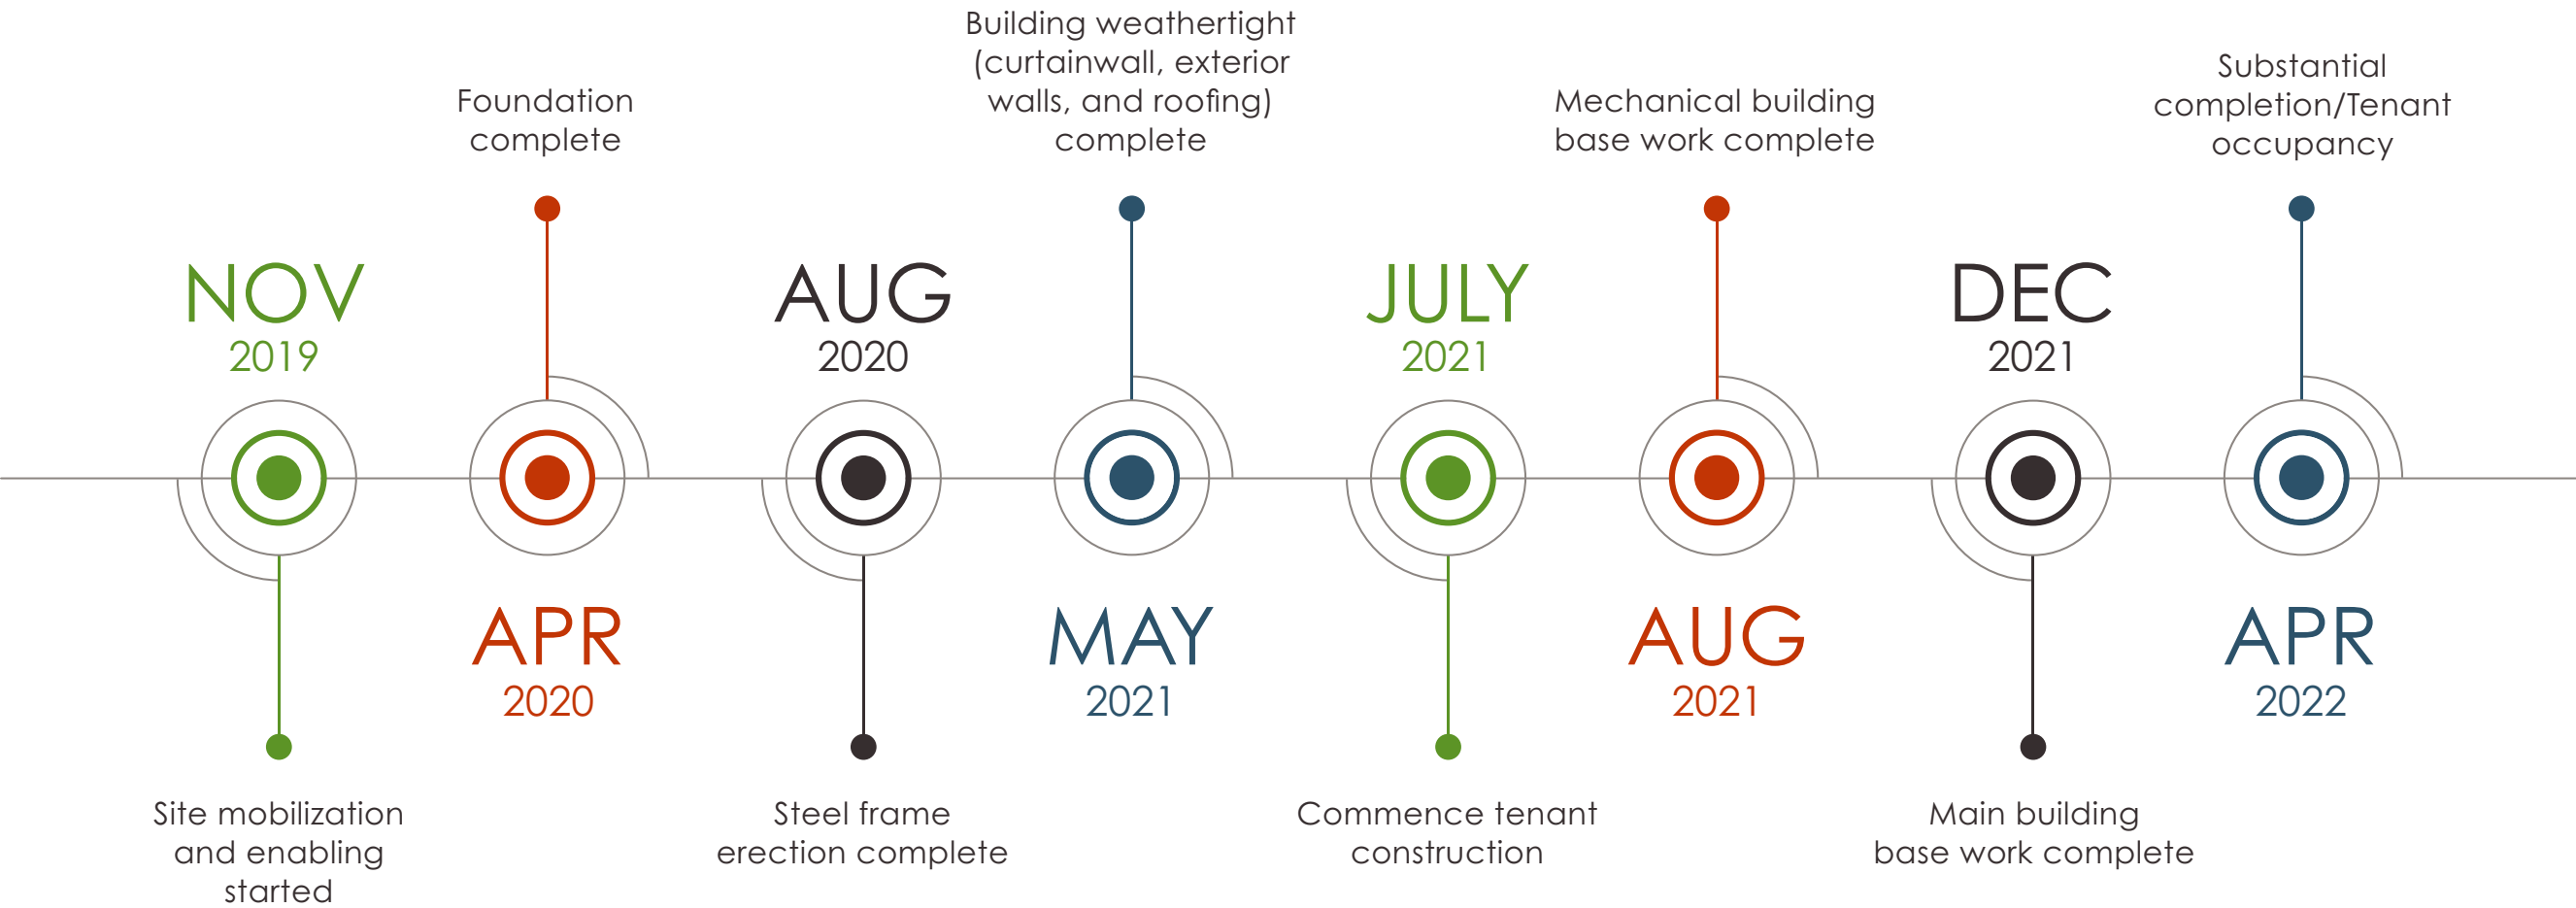 NOV
2019
Site mobilization
and enabling
started
Foundation
complete
APR
2020
AUG
2020
Steel frame
erection complete
Building weathertight
(curtainwall, exterior
walls, and roofing)
complete
MAY
2021
JULY
2021
Commence tenant
construction
Mechanical building
base work complete
AUG
2021
DEC
2021
Main building
base work complete
Substantial
completion/Tenant
occupancy
APR
2022